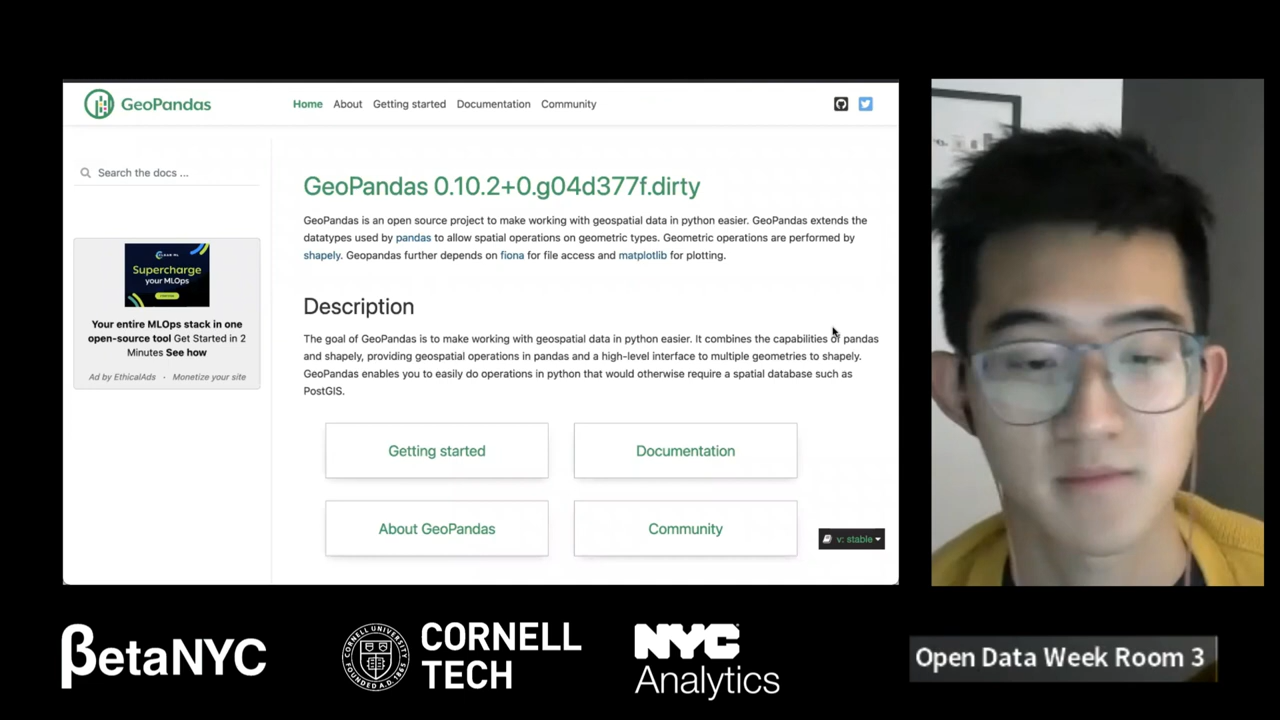 GeoPandas
Home About Getting started Documentation Community
Search the docs ...
Supercharge
your MLOps
Your entire MLOps stack in one
open-source tool Get Started in 2
Minutes See how
Ad by EthicalAds · Monetize your site
GeoPandas 0.10.2+0.g04d377f.dirty
GeoPandas is an open source project to make working with geospatial data in python easier. GeoPandas extends the
datatypes used by pandas to allow spatial operations on geometric types. Geometric operations are performed by
shapely. Geopandas further depends on fiona for file access and matplotlib for plotting.
Description
The goal of GeoPandas is to make working with geospatial data in python easier. It combines the capabilities of pandas
and shapely, providing geospatial operations in pandas and a high-level interface to multiple geometries to shapely.
GeoPandas enables you to easily do operations in python that would otherwise require a spatial database such as
PostGIS.
Getting started
Documentation
About GeoPandas
Community
v: stable
βetaNYC
CORNELL
TECH
NYC
Analytics
Open Data Week Room 3